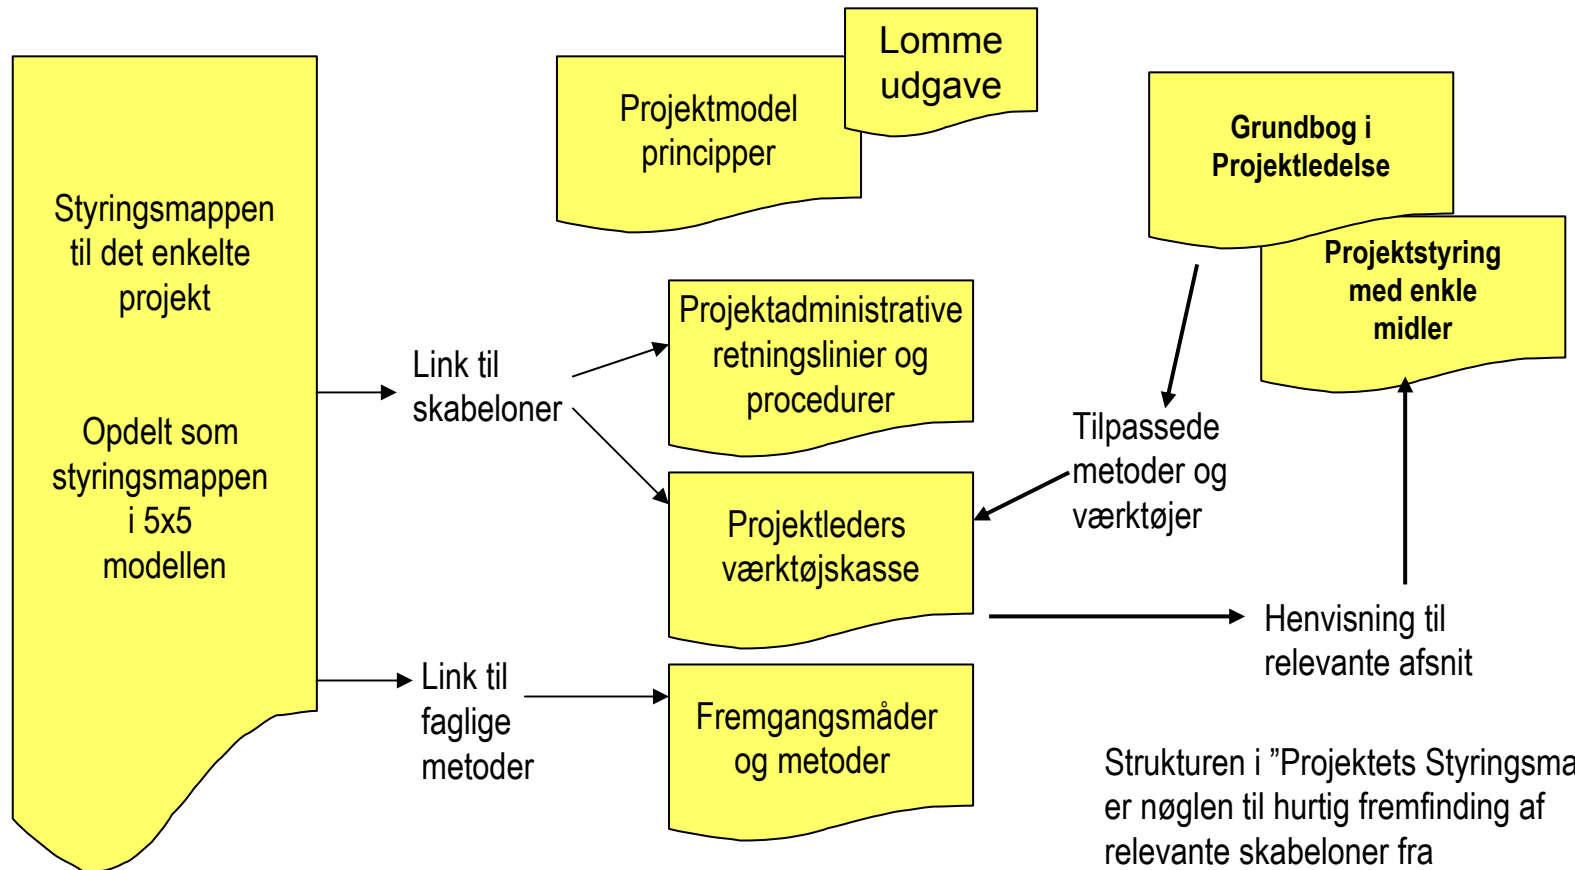 Styringsmappen
til det enkelte
projekt
Opdelt som
styringsmappen
i 5x5
modellen
Link til
skabeloner
Link til
faglige
metoder
Projektmodel
principper
Lomme
udgave
Projektadministrative
retningslinier og
procedurer
Projektleders
værktøjskasse
Fremgangsmåder
og metoder
Grundbog i
Projektledelse
Projektstyring
med enkle
midler
Tilpassede
metoder og
værktøjer
Henvisning til
relevante afsnit
Strukturen i ”Projektets Styringsma
er nøglen til hurtig fremfinding af
relevante skabeloner fra